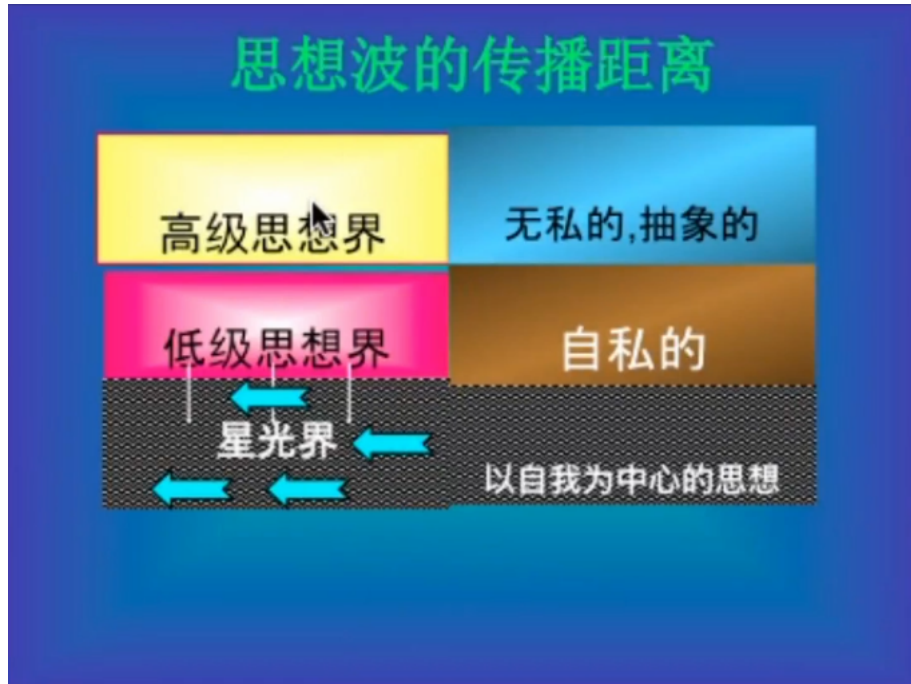 思想波的传播距离
高级思想界
无私的,抽象的
低级思想界
自私的
星光界
以自我为中心的思想